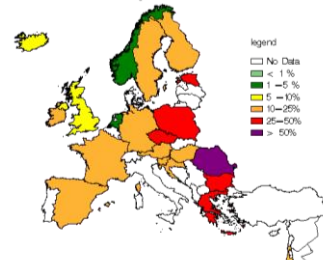 legend
No Data
< 1 %
1 – 5 %
5 – 10%
10–25%
25–50%
> 50%